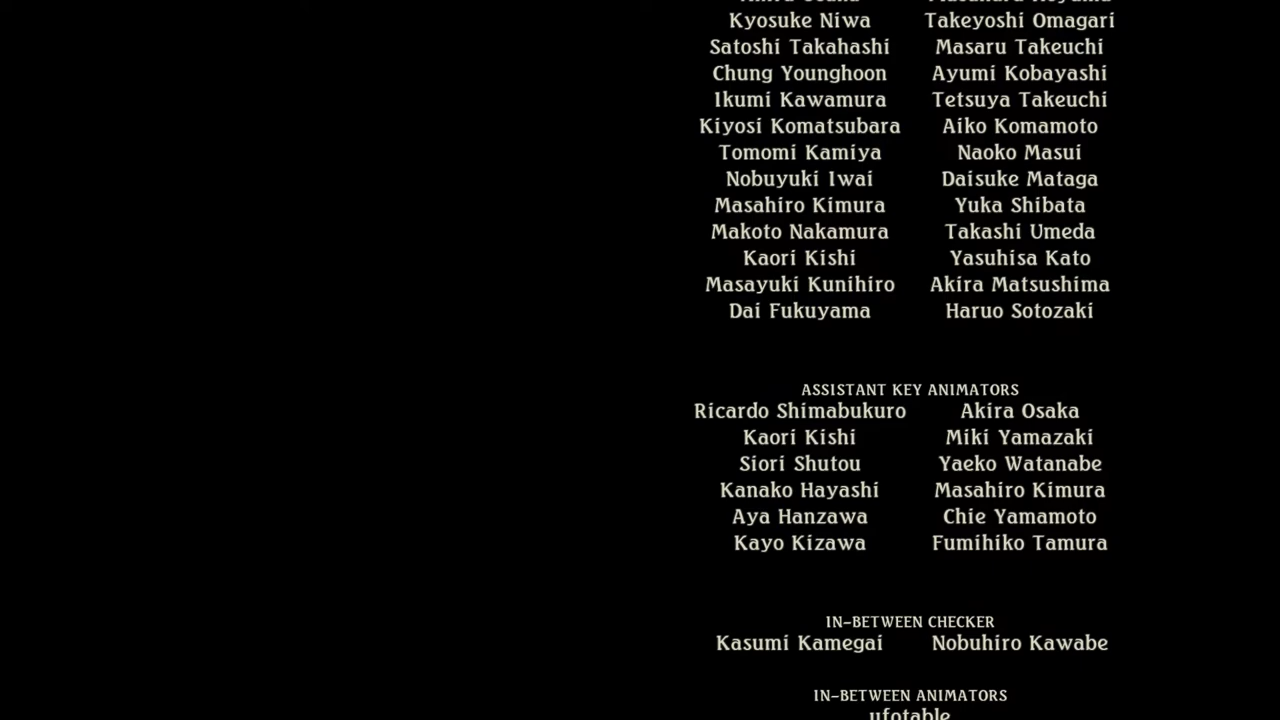 Kyosuke Niwa Takeyoshi Omagari
Satoshi Takahashi Masaru Takeuchi
Chung Younghoon Ayumi Kobayashi
Ikumi Kawamura Tetsuya Takeuchi
Kiyosi Komatsubara Aiko Komamoto
Tomomi Kamiya Naoko Masui
Nobuyuki Iwai Daisuke Mataga
Masahiro Kimura Yuka Shibata
Makoto Nakamura Takashi Umeda
Kaori Kishi Yasuhisa Kato
Masayuki Kunihiro Akira Matsushima
Dai Fukuyama Haruo Sotozaki
ASSISTANT KEY ANIMATORS
Ricardo Shimabukuro Akira Osaka
Kaori Kishi Miki Yamazaki
Siori Shutou Yaeko Watanabe
Kanako Hayashi Masahiro Kimura
Aya Hanzawa Chie Yamamoto
Kayo Kizawa Fumihiko Tamura
IN-BETWEEN CHECKER
Kasumi Kamegai Nobuhiro Kawabe
IN-BETWEEN ANIMATORS
ufotable